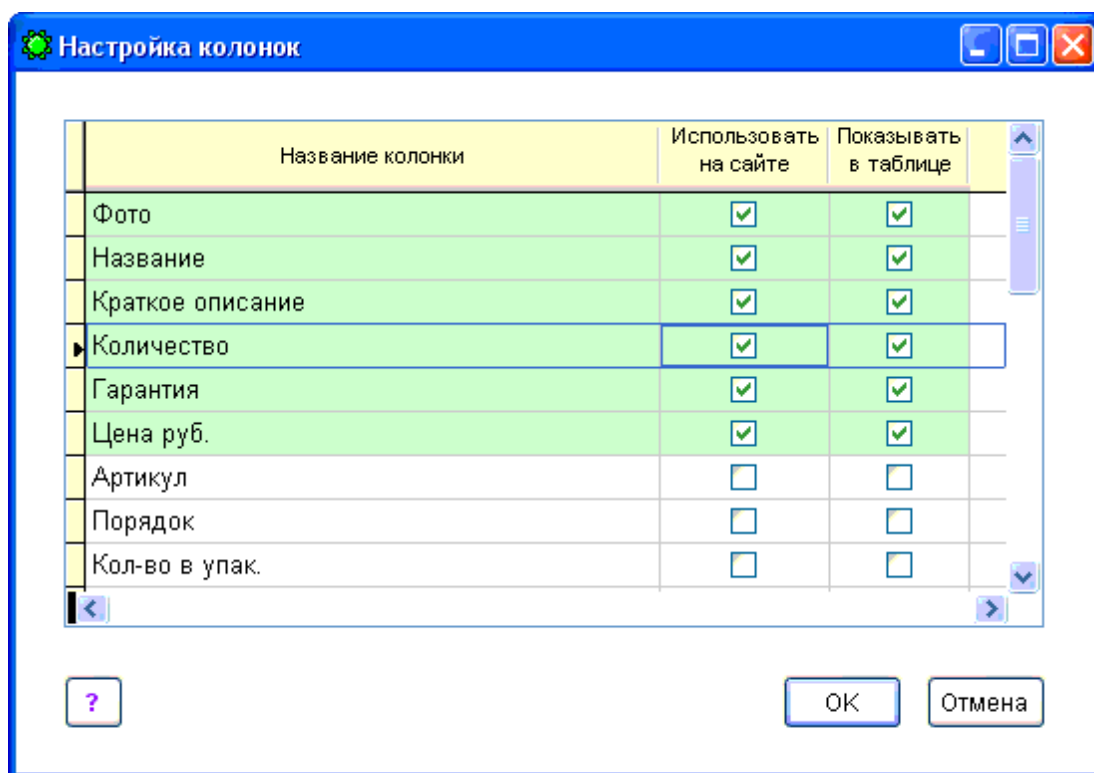 Настройка колонок
Название колонки
Использовать
на сайте
Показывать
в таблице
Фото
Название
Краткое описание
Количество
Гарантия
Цена руб.
Артикул
Порядок
Кол-во в упак.
?
OK
Отмена